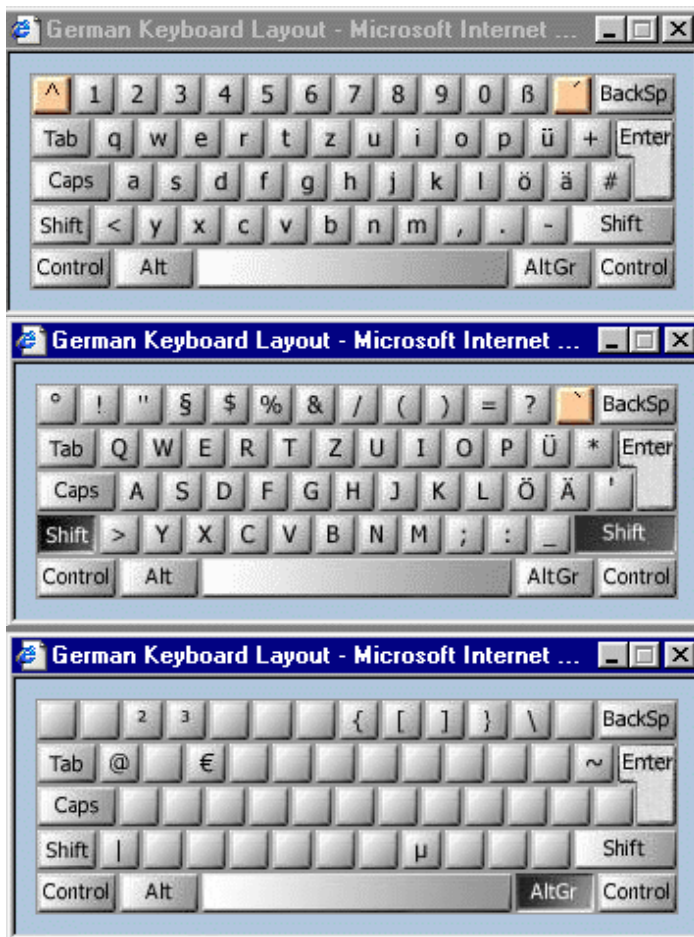 German Keyboard Layout - Microsoft Internet ...
^ 1 2 3 4 5 6 7 8 9 0 ß ´ BackSp
Tab q w e r t z u i o p ü + Enter
Caps a s d f g h j k l ö ä #
Shift < y x c v b n m , . - Shift
Control Alt AltGr Control
German Keyboard Layout - Microsoft Internet ...
° ! " § $ % & / ( ) = ? ` BackSp
Tab Q W E R T Z U I O P Ü * Enter
Caps A S D F G H J K L Ö Ä '
Shift > Y X C V B N M ; : _ Shift
Control Alt AltGr Control
German Keyboard Layout - Microsoft Internet ...
² ³ { [ ] } \ BackSp
Tab @ € ~ Enter
Caps
Shift | µ Shift
Control Alt AltGr Control